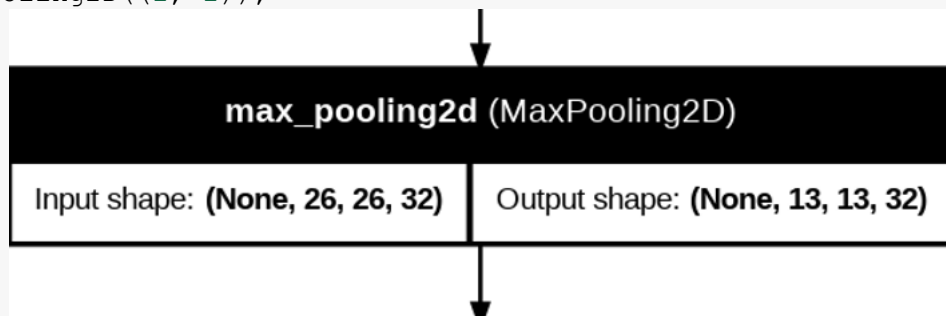 max_pooling2d (MaxPooling2D)
Input shape: (None, 26, 26, 32)
Output shape: (None, 13, 13, 32)